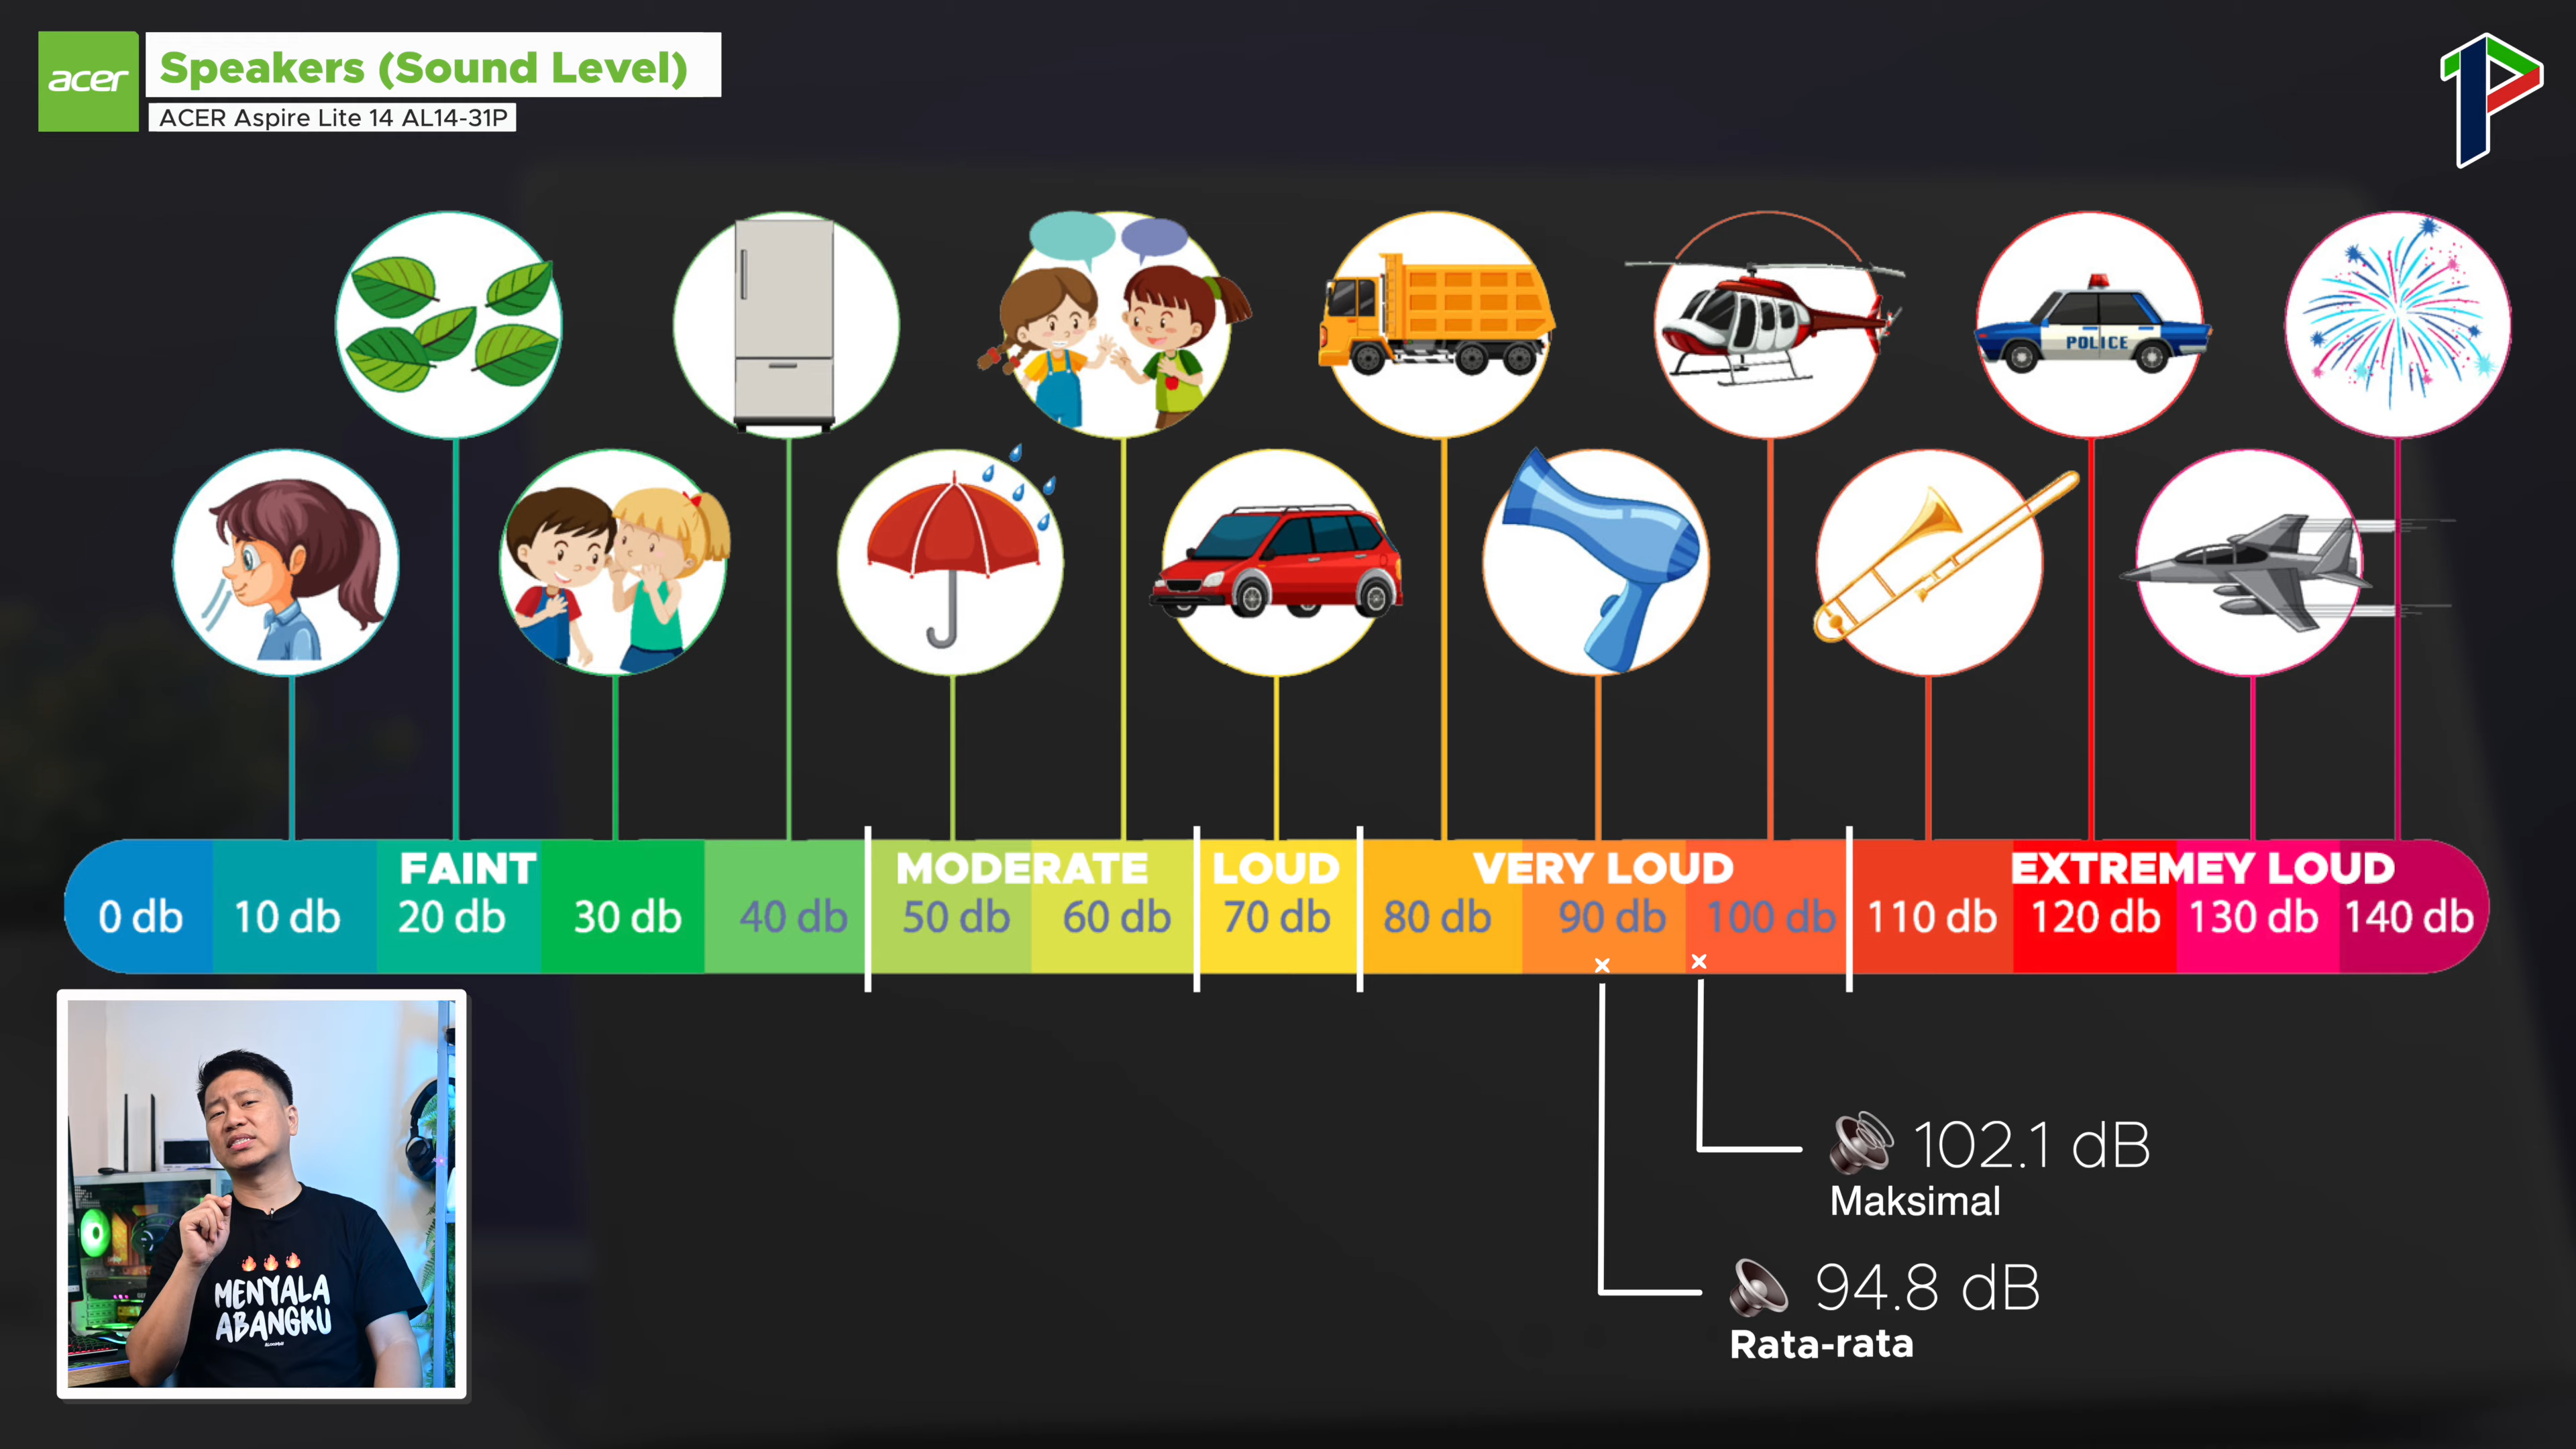 acer
Speakers (Sound Level)
ACER Aspire Lite 14 AL14-31P
POLICE
FAINT
MODERATE
LOUD
VERY LOUD
EXTREMEY LOUD
0 db
10 db
20 db
30 db
40 db
50 db
60 db
70 db
80 db
90 db
100 db
110 db
120 db
130 db
140 db
102.1 dB
Maksimal
94.8 dB
Rata-rata
MENYALA
ABANGKU